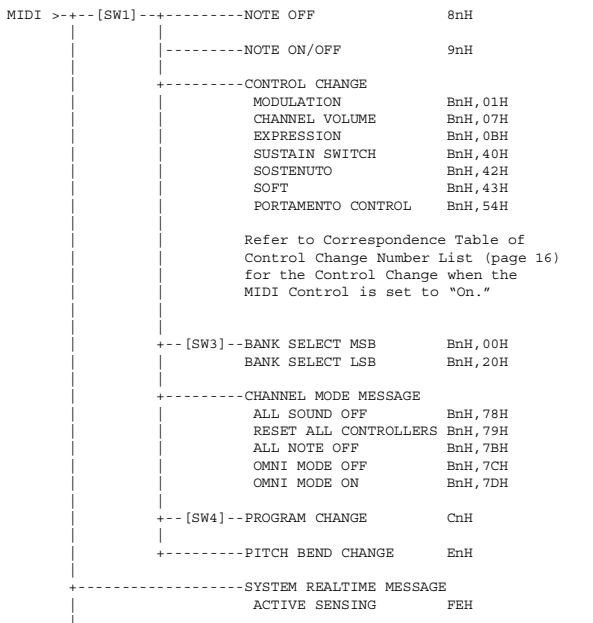 MIDI >-+--[SW1]--+---------NOTE OFF 8nH
|---------NOTE ON/OFF 9nH
+---------CONTROL CHANGE
MODULATION BnH,01H
CHANNEL VOLUME BnH,07H
EXPRESSION BnH,0BH
SUSTAIN SWITCH BnH,40H
SOSTENUTO BnH,42H
SOFT BnH,43H
PORTAMENTO CONTROL BnH,54H
Refer to Correspondence Table of
Control Change Number List (page 16)
for the Control Change when the
MIDI Control is set to “On.”
+--[SW3]--BANK SELECT MSB BnH,00H
BANK SELECT LSB BnH,20H
+---------CHANNEL MODE MESSAGE
ALL SOUND OFF BnH,78H
RESET ALL CONTROLLERS BnH,79H
ALL NOTE OFF BnH,7BH
OMNI MODE OFF BnH,7CH
OMNI MODE ON BnH,7DH
+--[SW4]--PROGRAM CHANGE CnH
+---------PITCH BEND CHANGE EnH
+-------------------SYSTEM REALTIME MESSAGE
ACTIVE SENSING FEH